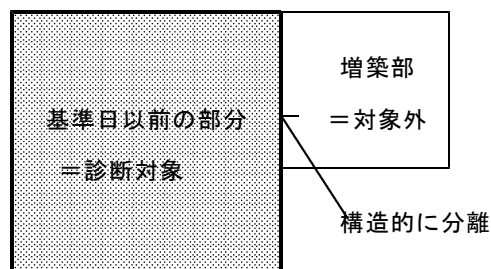 基準日以前の部分
＝診断対象
増築部
＝対象外
構造的に分離